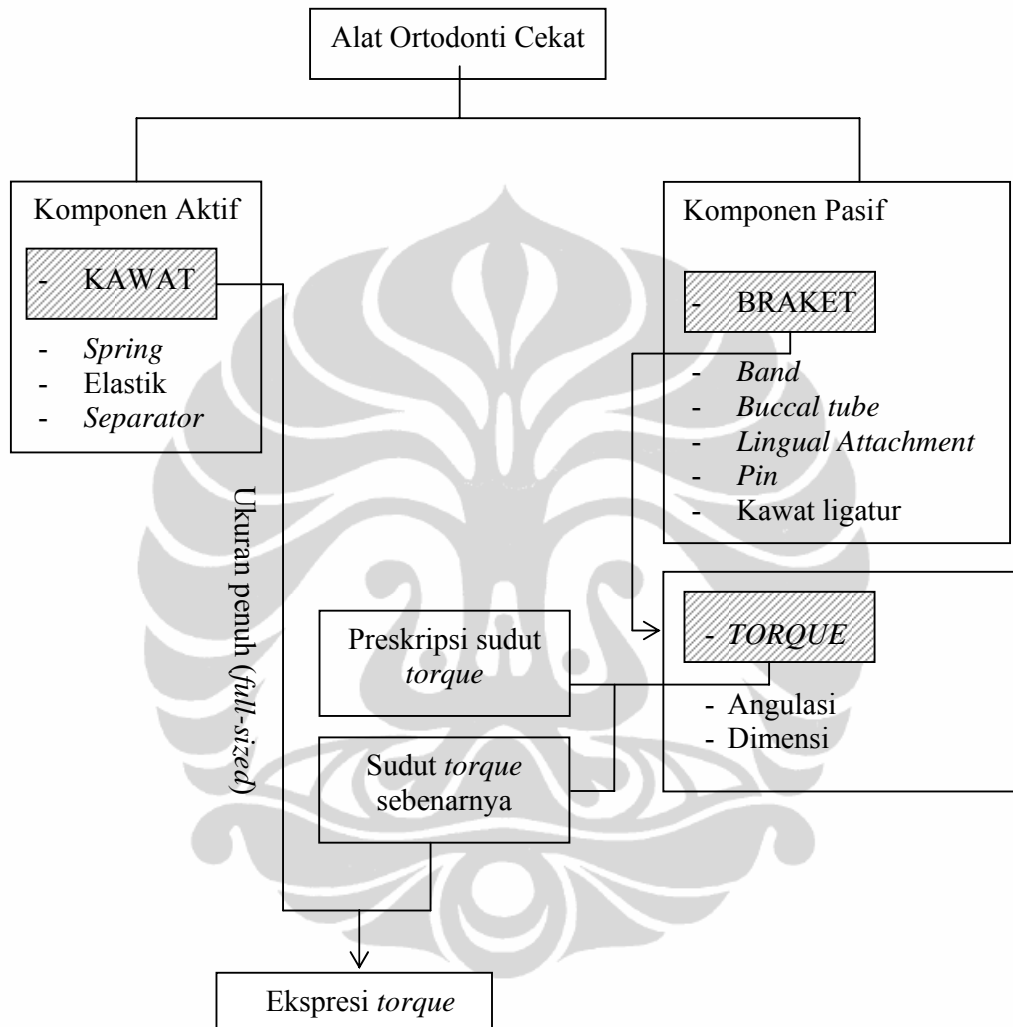 Alat Ortodonti Cekat
Komponen Aktif
- KAWAT
- Spring
- Elastik
- Separator
Komponen Pasif
- BRAKET
- Band
- Buccal tube
- Lingual Attachment
- Pin
- Kawat ligatur
Ukuran penuh (full-sized)
Preskripsi sudut
torque
- TORQUE
- Angulasi
- Dimensi
Sudut torque
sebenarnya
Ekspresi torque